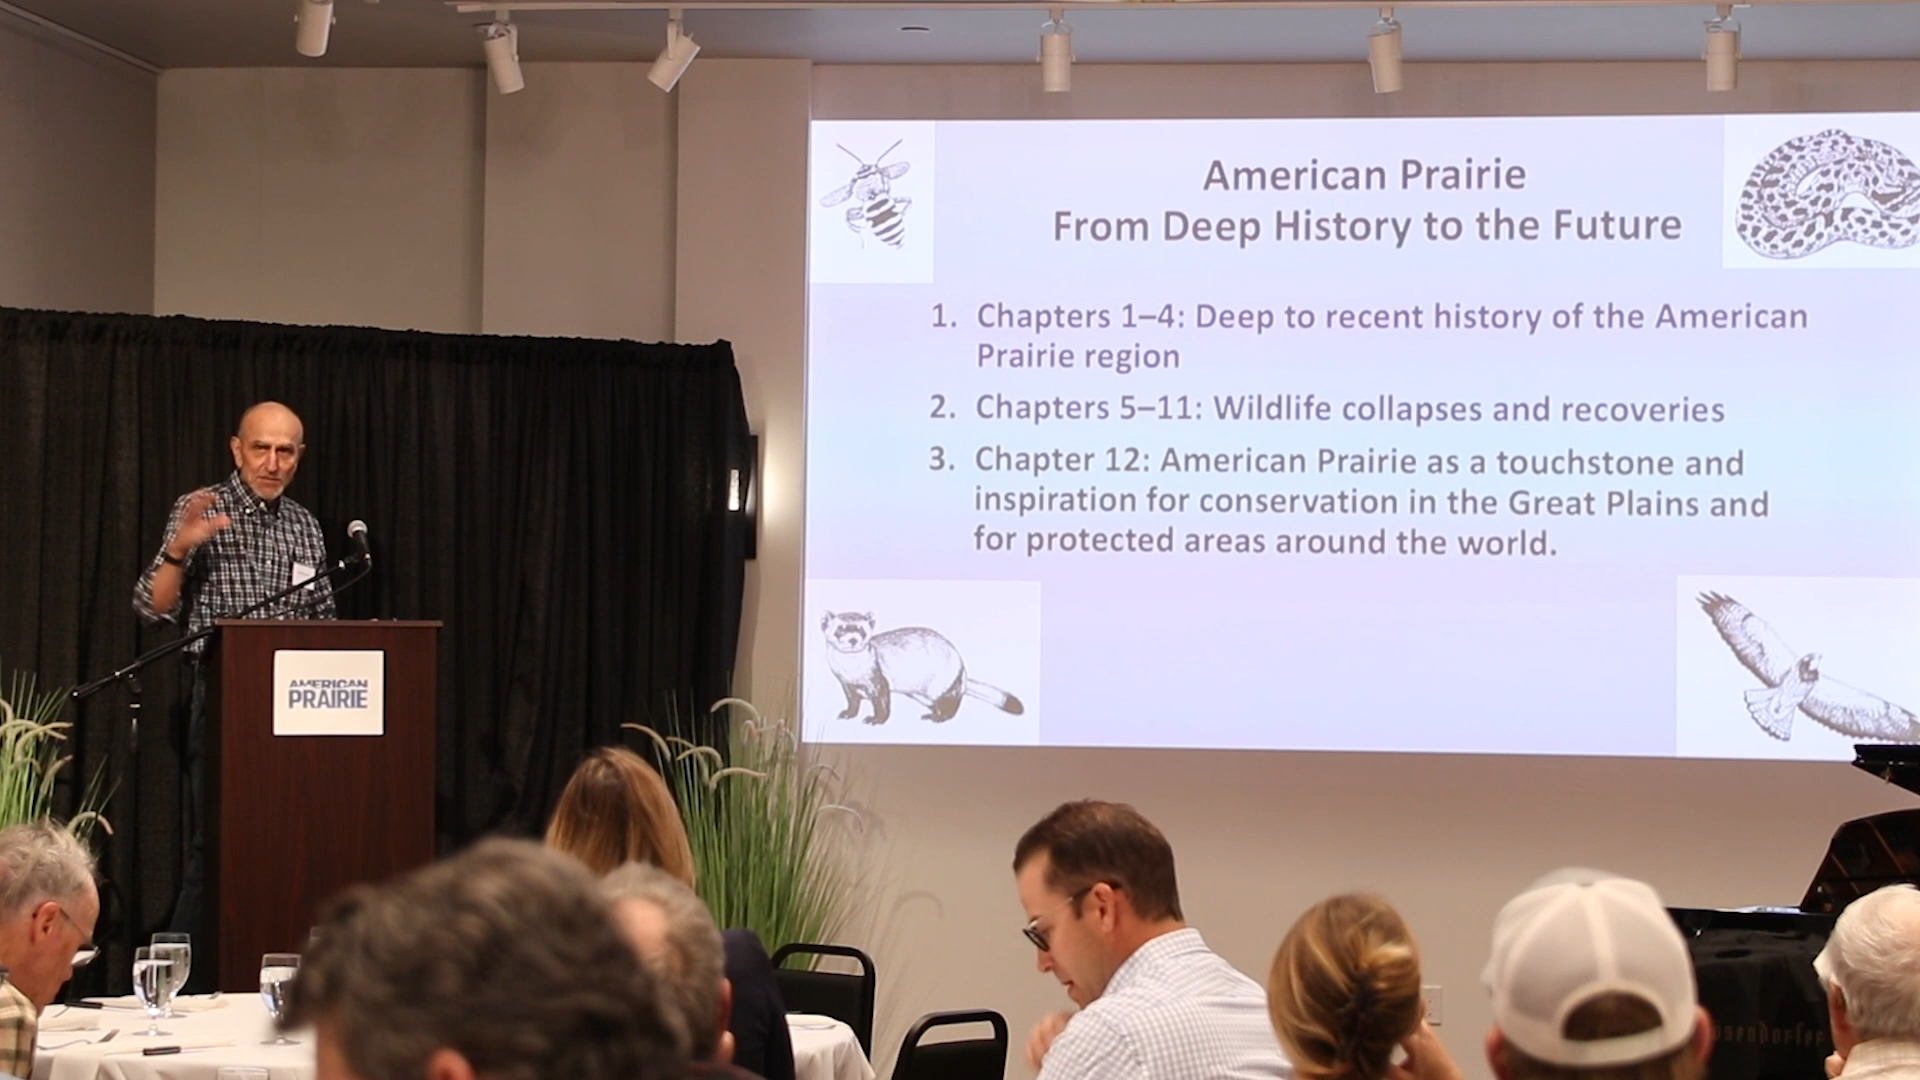 American Prairie
From Deep History to the Future
1. Chapters 1–4: Deep to recent history of the American
Prairie region
2. Chapters 5–11: Wildlife collapses and recoveries
3. Chapter 12: American Prairie as a touchstone and
inspiration for conservation in the Great Plains and
for protected areas around the world.
AMERICAN
PRAIRIE